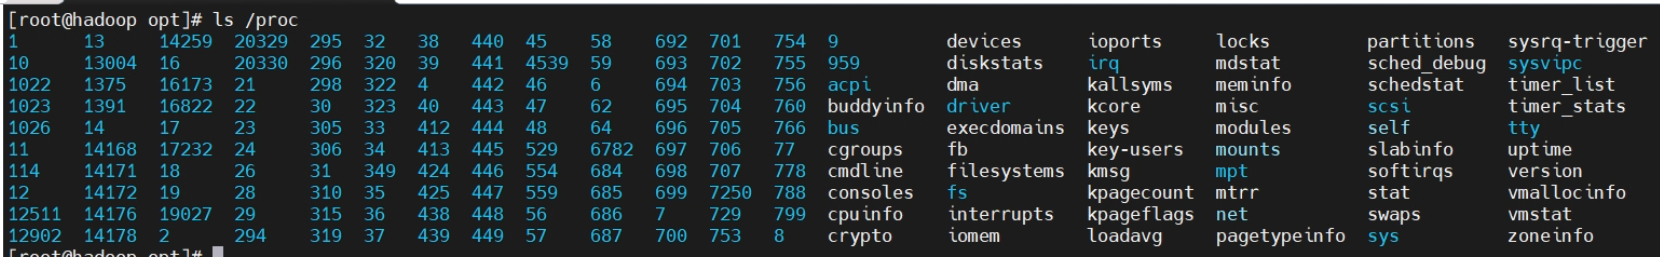 [root@hadoop opt]# ls /proc
1 13 14259 20329 295 32 38 440 45 58 692 701 754 9 devices ioports locks partitions sysrq-trigger
10 13004 16 20330 296 320 39 441 4539 59 693 702 755 959 diskstats irq mdstat sched_debug sysvipc
1022 1375 16173 21 298 322 4 442 46 6 694 703 756 acpi dma kallsyms meminfo schedstat timer_list
1023 1391 16822 22 30 323 40 443 47 62 695 704 760 buddyinfo driver kcore misc scsi timer_stats
1026 14 17 23 305 33 412 444 48 64 696 705 766 bus execdomains keys modules self tty
11 14168 17232 24 306 34 413 445 529 6782 697 706 77 cgroups fb key-users mounts slabinfo uptime
114 14171 18 26 31 349 424 446 554 684 698 707 778 cmdline filesystems kmsg mpt softirqs version
12 14172 19 28 310 35 425 447 559 685 699 7250 788 consoles fs kpagecount mtrr stat vmallocinfo
12511 14176 19027 29 315 36 438 448 56 686 7 729 799 cpuinfo interrupts kpageflags net swaps vmstat
12902 14178 2 294 319 37 439 449 57 687 700 753 8 crypto iomem loadavg pagetypeinfo sys zoneinfo
[root@hadoop opt]#